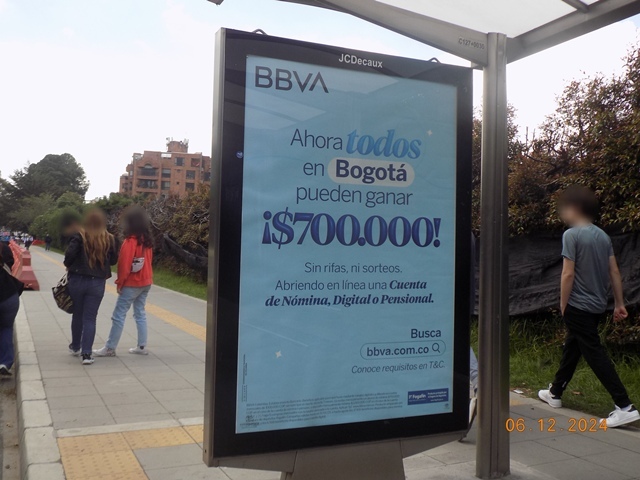 JCDecaux
BBVA
Ahora todos
en Bogotá
pueden ganar
¡$700.000!
Sin rifas, ni sorteos.
Abriendo en línea una Cuenta
de Nómina, Digital o Pensional.
Busca
bbva.com.co
Conoce requisitos en T&C.
06 12 2024